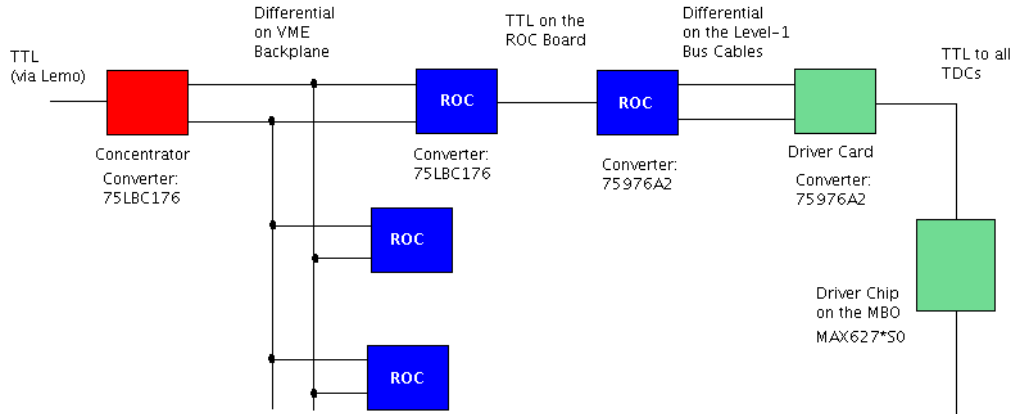 TTL
(via Lemo)
Differential
on VME
Backplane
TTL on the
ROC Board
Differential
on the Level-1
Bus Cables
TTL to all
TDCs
ROC
ROC
Concentrator
Converter:
75LBC176
Converter:
75LBC176
Converter:
75976A2
Driver Card
Converter:
75976A2
ROC
Driver Chip
on the MBO
MAX627*S0
ROC